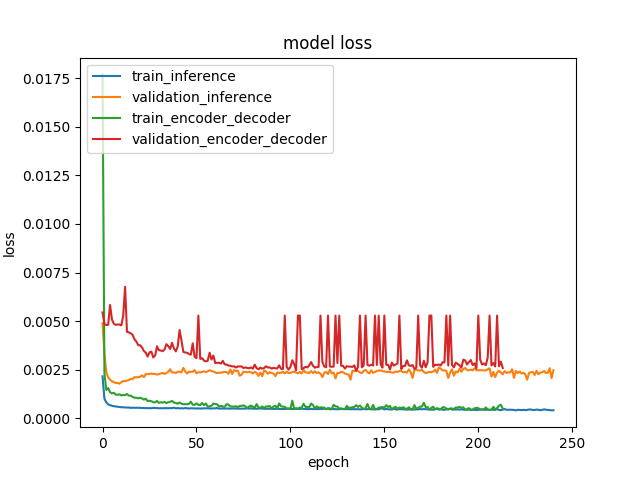 model loss
train_inference
validation_inference
train_encoder_decoder
validation_encoder_decoder
0.0175
0.0150
0.0125
0.0100
0.0075
0.0050
0.0025
0.0000
loss
0 50 100 150 200 250
epoch